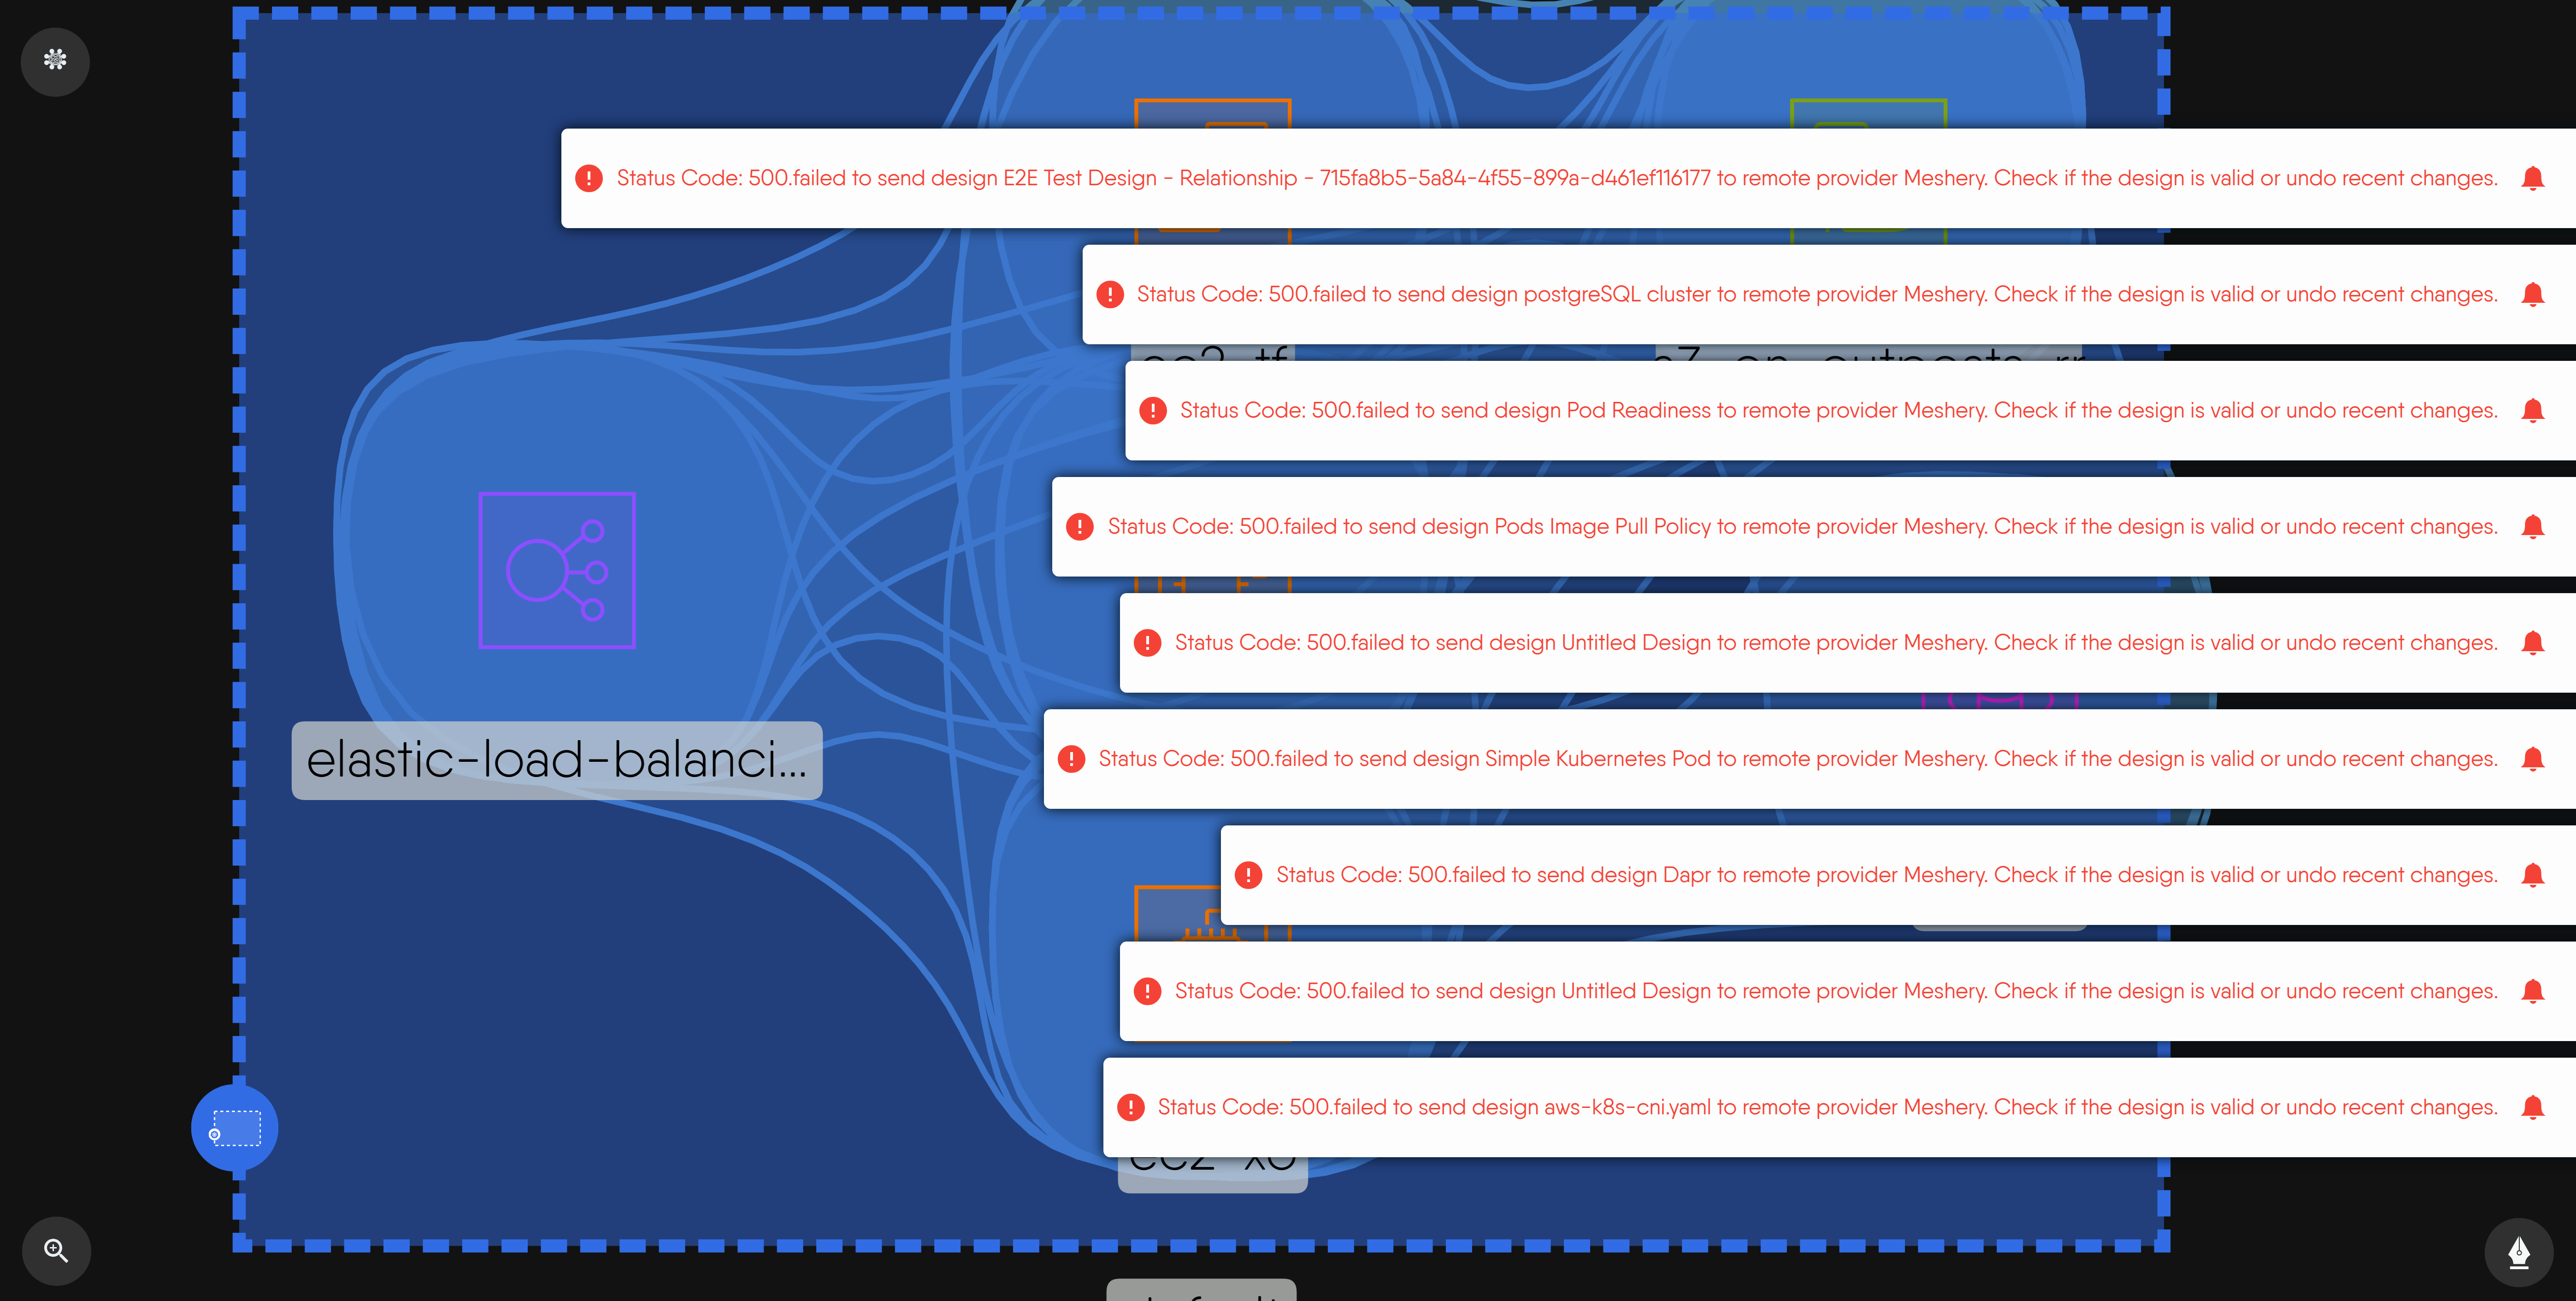 Status Code: 500.failed to send design E2E Test Design - Relationship - 715fa8b5-5a84-4f55-899a-d461ef116177 to remote provider Meshery. Check if the design is valid or undo recent changes.
Status Code: 500.failed to send design postgreSQL cluster to remote provider Meshery. Check if the design is valid or undo recent changes.
Status Code: 500.failed to send design Pod Readiness to remote provider Meshery. Check if the design is valid or undo recent changes.
Status Code: 500.failed to send design Pods Image Pull Policy to remote provider Meshery. Check if the design is valid or undo recent changes.
Status Code: 500.failed to send design Untitled Design to remote provider Meshery. Check if the design is valid or undo recent changes.
elastic-load-balanci...
Status Code: 500.failed to send design Simple Kubernetes Pod to remote provider Meshery. Check if the design is valid or undo recent changes.
Status Code: 500.failed to send design Dapr to remote provider Meshery. Check if the design is valid or undo recent changes.
Status Code: 500.failed to send design Untitled Design to remote provider Meshery. Check if the design is valid or undo recent changes.
Status Code: 500.failed to send design aws-k8s-cni.yaml to remote provider Meshery. Check if the design is valid or undo recent changes.